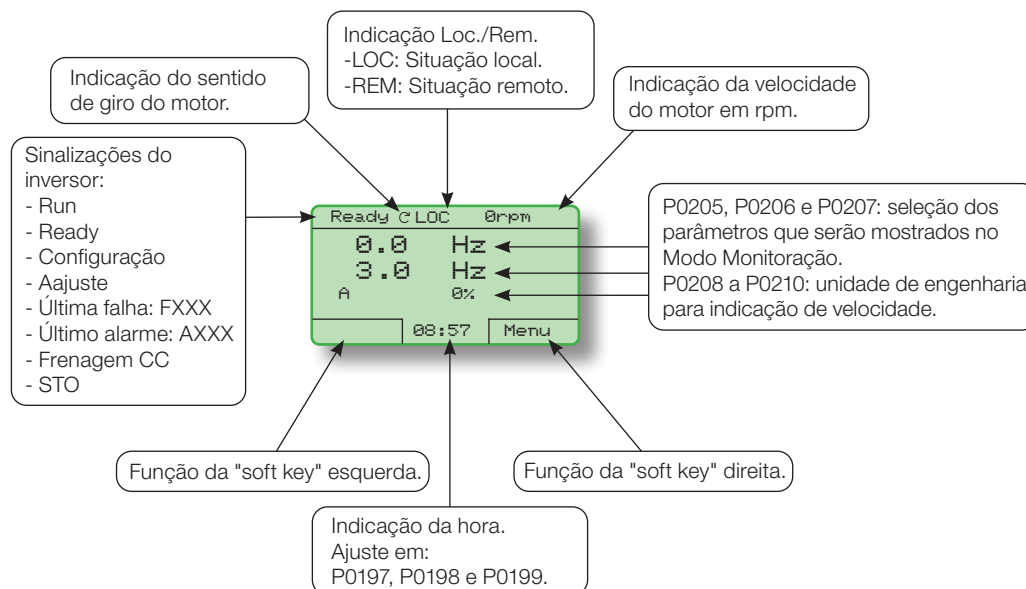 Indicação Loc./Rem.
-LOC: Situação local.
-REM: Situação remoto.
Indicação do sentido
de giro do motor.
Indicação da velocidade
do motor em rpm.
Sinalizações do
inversor:
- Run
- Ready
- Configuração
- Aajuste
- Última falha: FXXX
- Último alarme: AXXX
- Frenagem CC
- STO
Ready LOC 0rpm
0.0 Hz
3.0 Hz
A 0%
08:57 Menu
P0205, P0206 e P0207: seleção dos
parâmetros que serão mostrados no
Modo Monitoração.
P0208 a P0210: unidade de engenharia
para indicação de velocidade.
Função da "soft key" esquerda.
Função da "soft key" direita.
Indicação da hora.
Ajuste em:
P0197, P0198 e P0199.